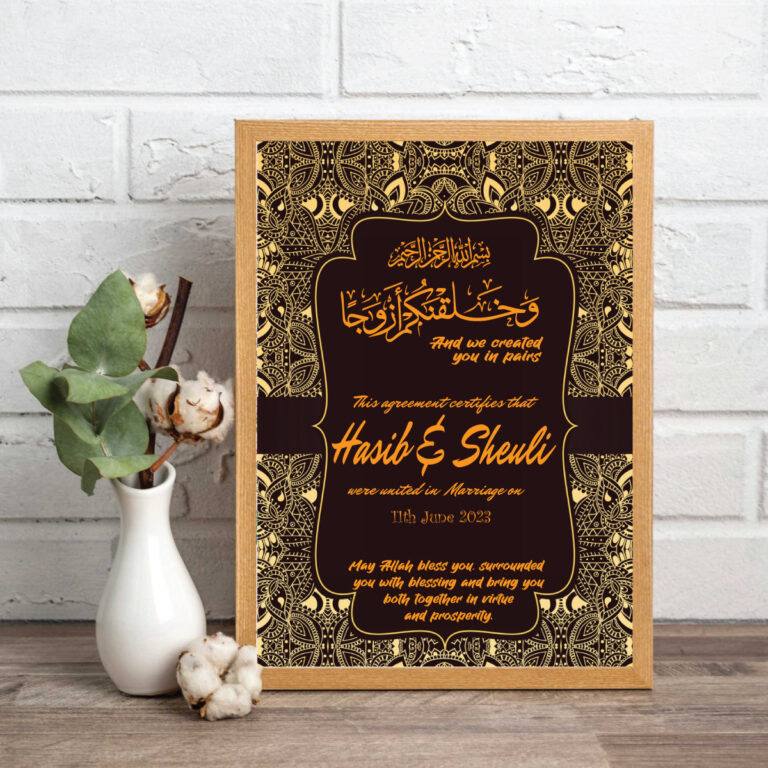 بسم الله الرحمن الرحيم
وخلقنكم أزوجا
And we created
you in pairs
This agreement certifies that
Hasib & Sheuli
were united in Marriage on
11th June 2023
May Allah bless you, surrounded
you with blessing and bring you
both together in virtue
and prosperity.